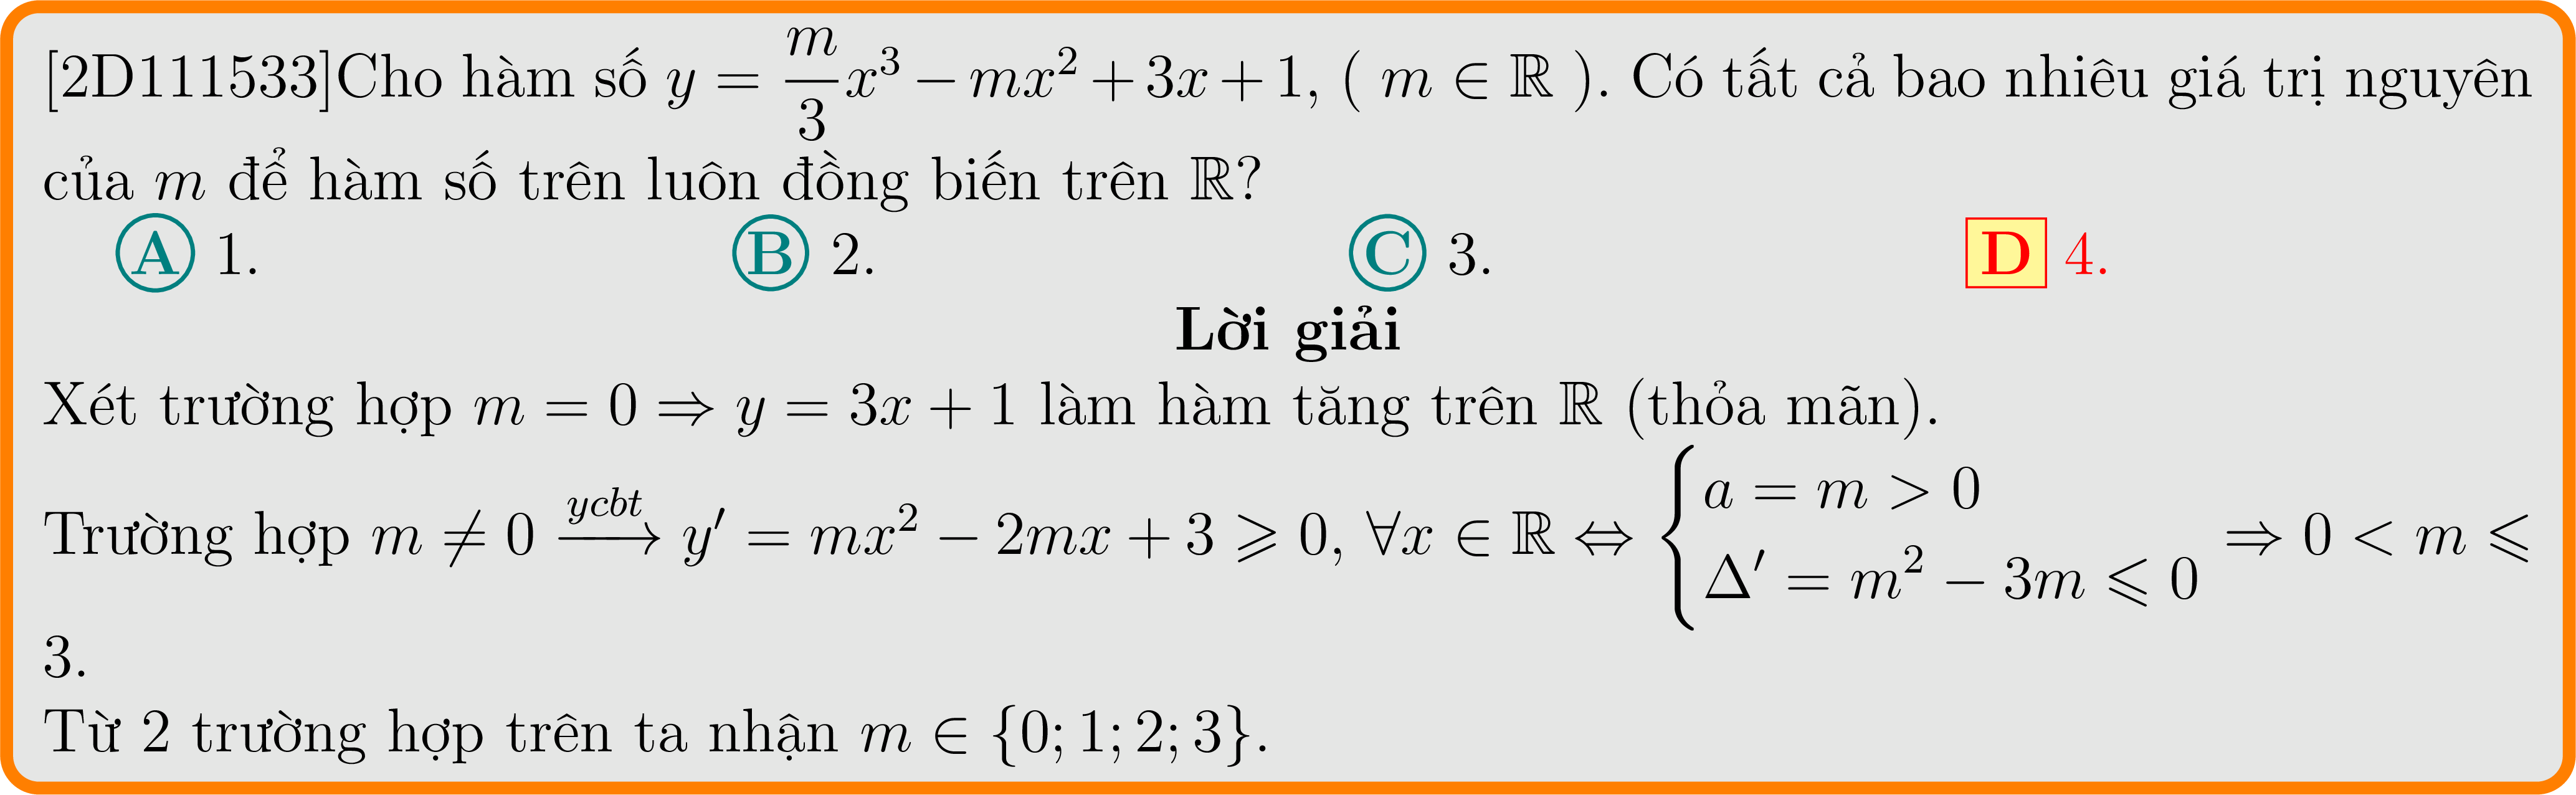 [2D111533]Cho hàm số $y = \dfrac{m}{3}x^3 - mx^2 + 3x + 1$, ( $m \in \mathbb{R}$ ). Có tất cả bao nhiêu giá trị nguyên
của $m$ để hàm số trên luôn đồng biến trên $\mathbb{R}$?
A 1. B 2. C 3. D 4.
Lời giải
Xét trường hợp $m = 0 \Rightarrow y = 3x + 1$ làm hàm tăng trên $\mathbb{R}$ (thỏa mãn).
Trường hợp $m \neq 0 \xrightarrow{ycbt} y' = mx^2 - 2mx + 3 \geqslant 0, \forall x \in \mathbb{R} \Leftrightarrow \begin{cases} a = m > 0 \\ \Delta' = m^2 - 3m \leqslant 0 \end{cases} \Rightarrow 0 < m \leqslant$
3.
Từ 2 trường hợp trên ta nhận $m \in \{0; 1; 2; 3\}$.